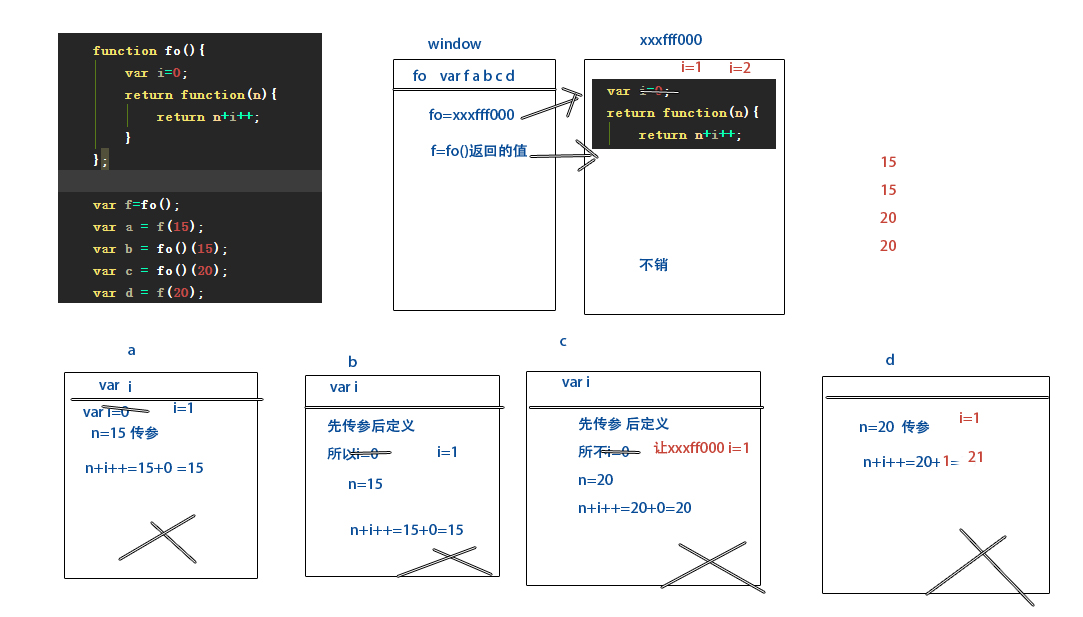 function fo(){
var i=0;
return function(n){
return n+i++;
}
};
var f=fo();
var a = f(15);
var b = fo()(15);
var c = fo()(20);
var d = f(20);
window
fo var f a b c d
fo=xxxfff000
f=fo()返回的值
xxxfff000
i=1 i=2
var i=0;
return function(n){
return n+i++;
不销
15
15
20
20
a
var i
var i=0 i=1
n=15 传参
n+i++=15+0 =15
b
var i
先传参后定义
所以i=0 i=1
n=15
n+i++=15+0=15
c
var i
先传参 后定义
所不i=0 让xxxff000 i=1
n=20
n+i++=20+0=20
d
i=1
n=20 传参
n+i++=20+1= 21